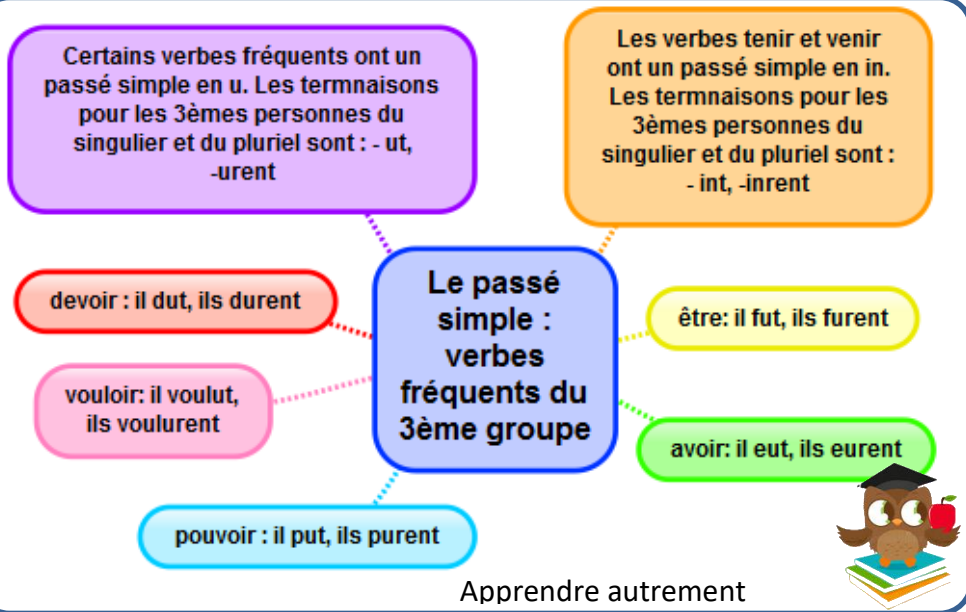 Certains verbes fréquents ont un
passé simple en u. Les termnaisons
pour les 3èmes personnes du
singulier et du pluriel sont : - ut,
-urent
Les verbes tenir et venir
ont un passé simple en in.
Les termnaisons pour les
3èmes personnes du
singulier et du pluriel sont :
- int, -inrent
Le passé
simple :
verbes
fréquents du
3ème groupe
devoir : il dut, ils durent
être: il fut, ils furent
vouloir: il voulut,
ils voulurent
avoir: il eut, ils eurent
pouvoir : il put, ils purent
Apprendre autrement